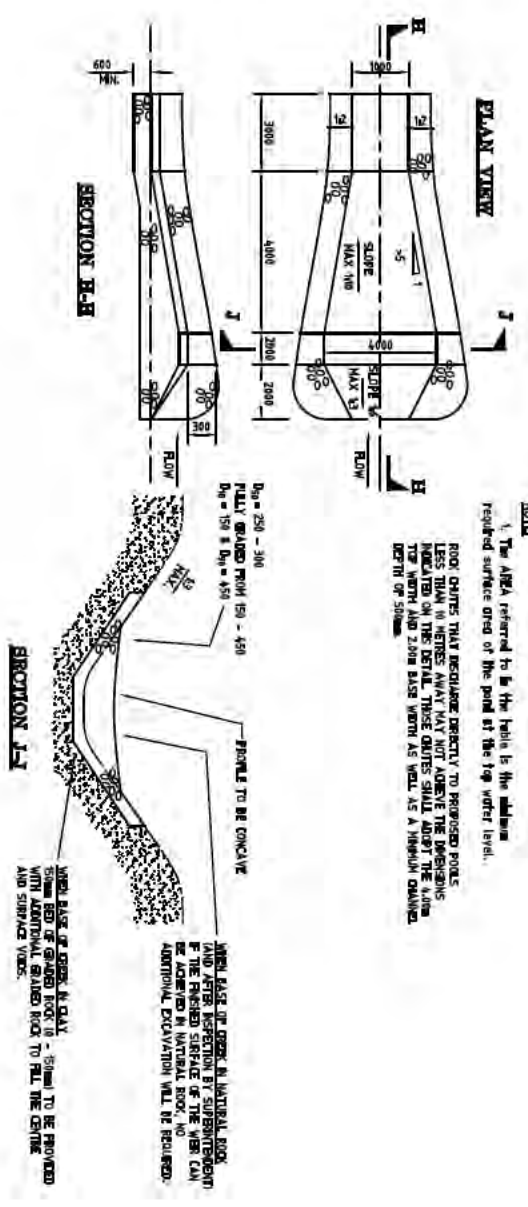 NOTE
1. The AREA referred to in the table is the minimum
required surface area of the pond at the top water level.
ROCK CHUTES THAT DISCHARGE DIRECTLY TO PROPOSED POOLS
LESS THAN 10 METRES AWAY MAY NOT ACHIEVE THE DIMENSIONS
INDICATED ON THIS DETAIL. THOSE CHUTES SHALL ADOPT THE 4.00m
TOP WIDTH AND 2.00m BASE WIDTH AS WELL AS A MINIMUM CHANNEL
DEPTH OF 500mm.
PLAN VIEW
H
H
1000
1:2
1:2
SLOPE
MAX 1:10
>5
1
J
J
4000
SLOPE
MAX 1:3
FLOW
3000
4000
2000
600
MIN.
300
FLOW
SECTION H-H
D50 = 250 - 300
FULLY GRADED FROM 150 - 450
D10 = 150 & D90 = 450
1:3
MAX.
PROFILE TO BE CONCAVE
WHEN BASE OF CREEK IN NATURAL ROCK
(AND AFTER INSPECTION BY SUPERINTENDENT)
IF THE FINISHED SURFACE OF THE WEIR CAN
BE ACHIEVED IN NATURAL ROCK, NO
ADDITIONAL EXCAVATION WILL BE REQUIRED.
WHEN BASE OF CREEK IN CLAY
150mm BED OF GRADED ROCK (0 - 150mm) TO BE PROVIDED
WITH ADDITIONAL GRADED ROCK TO FILL THE CENTRE
AND SURFACE VOIDS.
SECTION J-J